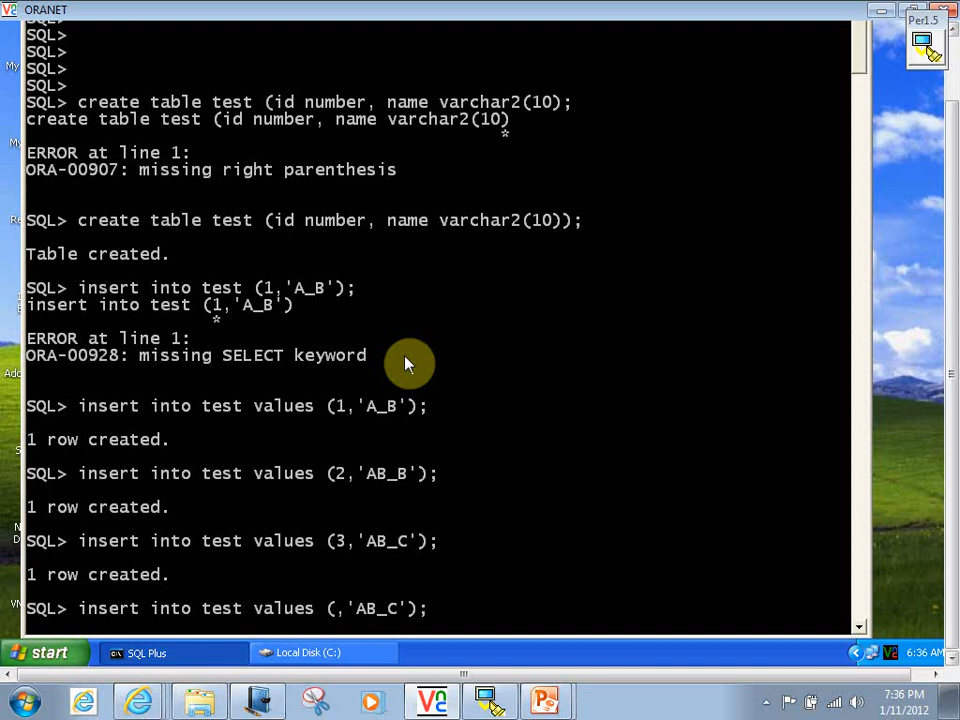 ORANET
Per1.5
SQL>
SQL>
SQL>
SQL>
SQL>
SQL> create table test (id number, name varchar2(10);
create table test (id number, name varchar2(10)
*
ERROR at line 1:
ORA-00907: missing right parenthesis
SQL> create table test (id number, name varchar2(10));
Table created.
SQL> insert into test (1,'A_B');
insert into test (1,'A_B')
*
ERROR at line 1:
ORA-00928: missing SELECT keyword
SQL> insert into test values (1,'A_B');
1 row created.
SQL> insert into test values (2,'AB_B');
1 row created.
SQL> insert into test values (3,'AB_C');
1 row created.
SQL> insert into test values (,'AB_C');
start
SQL Plus
Local Disk (C:)
6:36 AM
7:36 PM
1/11/2012